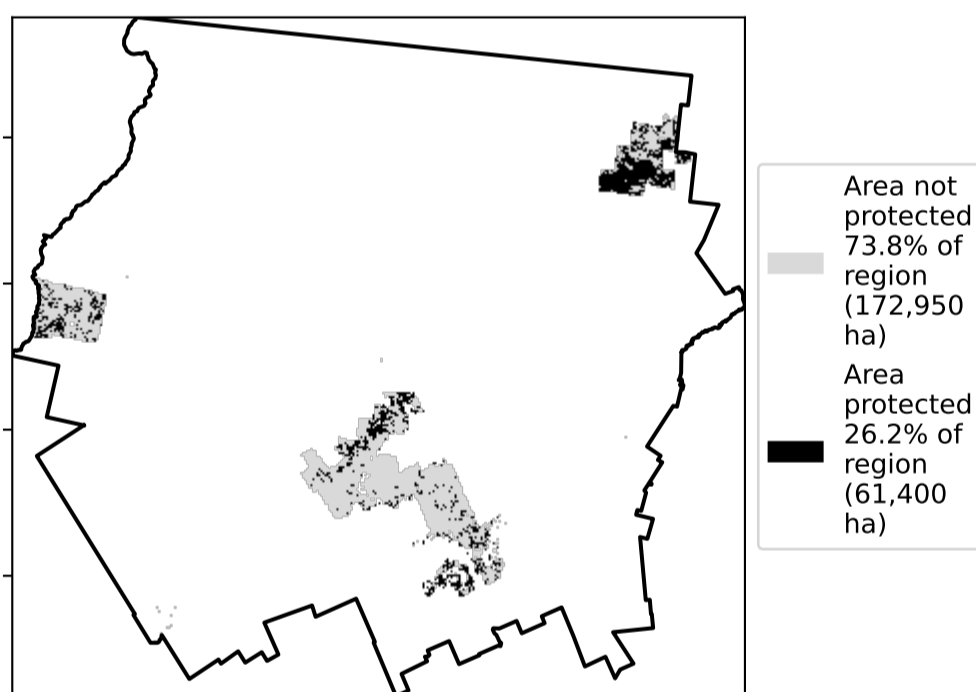 Area not
protected
73.8% of
region
(172,950
ha)
Area
protected
26.2% of
region
(61,400
ha)